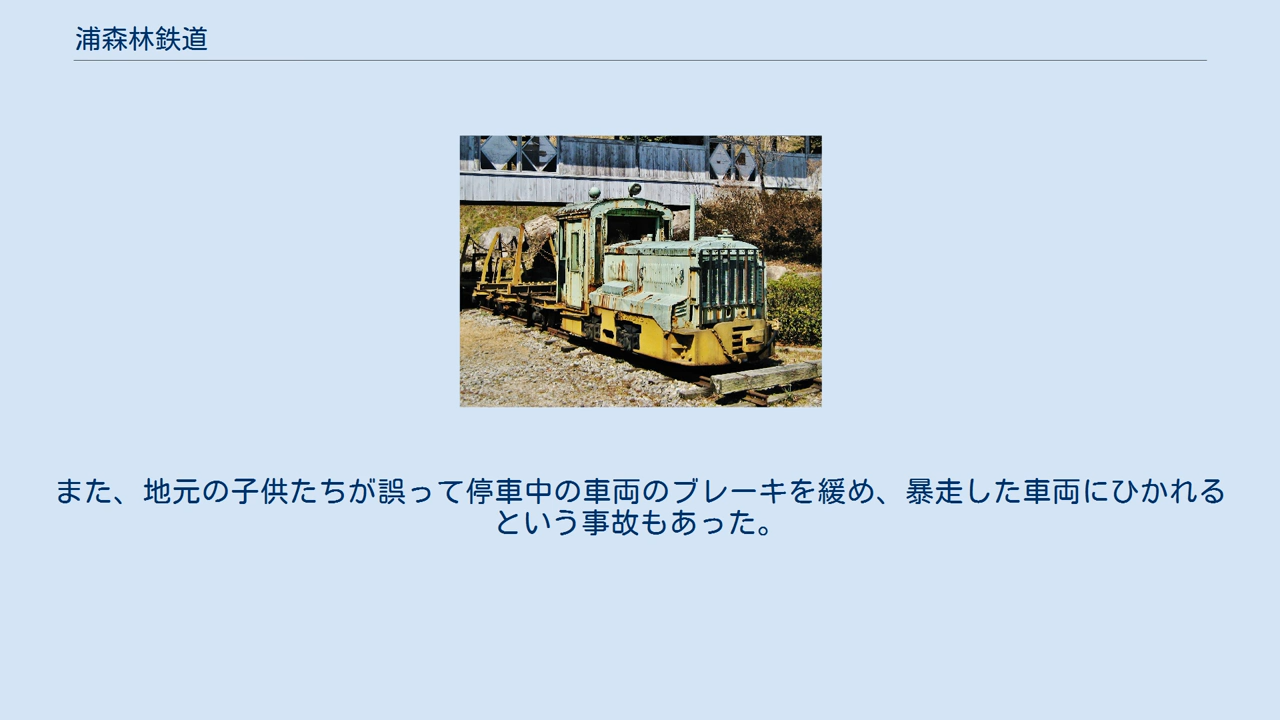 浦森林鉄道
また、地元の子供たちが誤って停車中の車両のブレーキを緩め、暴走した車両にひかれる
という事故もあった。